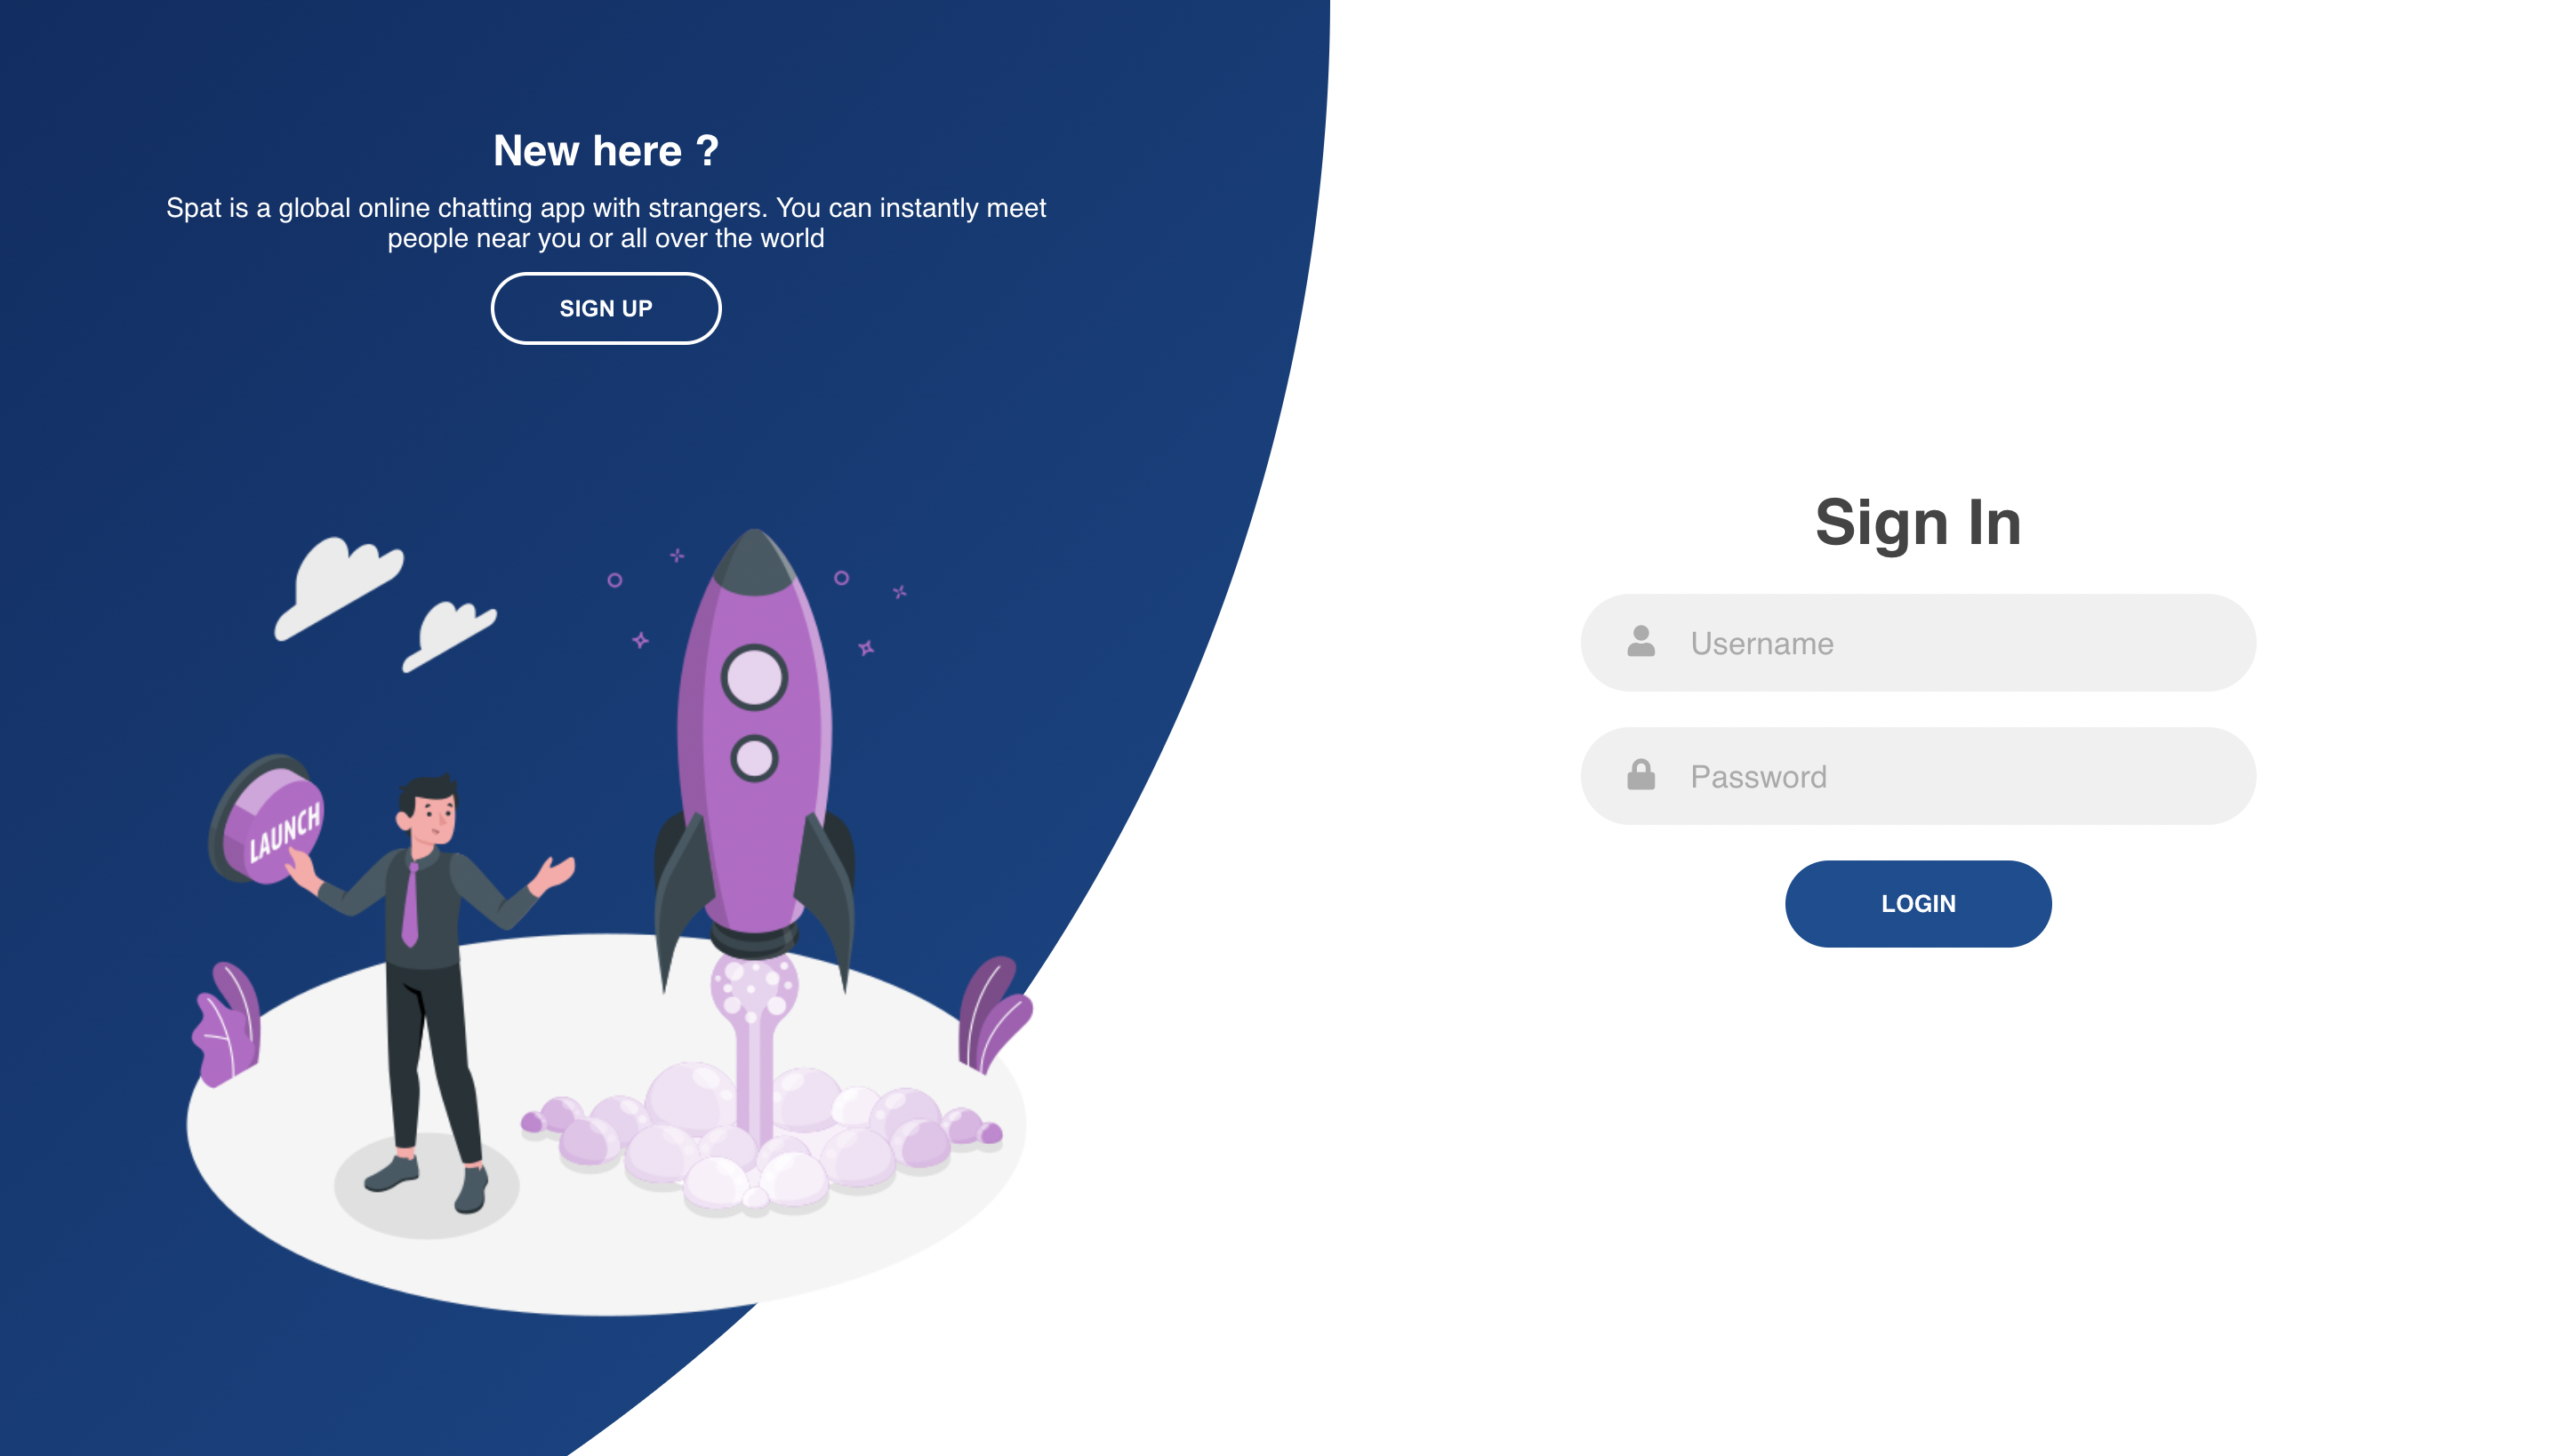 New here ?
Spat is a global online chatting app with strangers. You can instantly meet
people near you or all over the world
SIGN UP
LAUNCH
Sign In
Username
Password
LOGIN